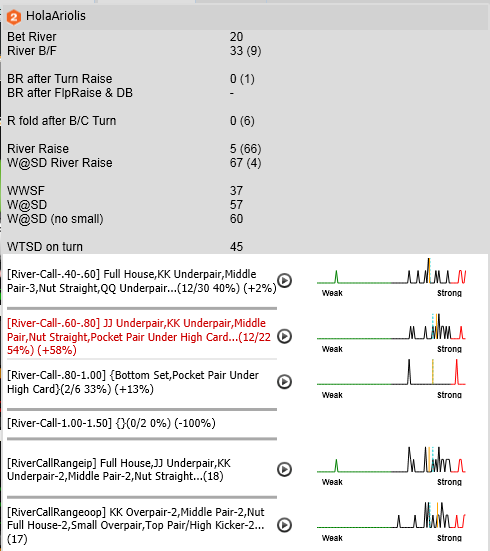 2 HolaAriolis
Bet River 20
River B/F 33 (9)
BR after Turn Raise 0 (1)
BR after FlpRaise & DB -
R fold after B/C Turn 0 (6)
River Raise 5 (66)
W@SD River Raise 67 (4)
WWSF 37
W@SD 57
W@SD (no small) 60
WTSD on turn 45
[River-Call-.40-.60] Full House,KK Underpair,Middle
Pair-3,Nut Straight,QQ Underpair...(12/30 40%) (+2%)
Weak Strong
[River-Call-.60-.80] JJ Underpair,KK Underpair,Middle
Pair,Nut Straight,Pocket Pair Under High Card...(12/22
54%) (+58%)
Weak Strong
[River-Call-.80-1.00] {Bottom Set,Pocket Pair Under
High Card}(2/6 33%) (+13%)
Weak Strong
[River-Call-1.00-1.50] {}(0/2 0%) (-100%)
[RiverCallRangeip] Full House,JJ Underpair,KK
Underpair-2,Middle Pair-2,Nut Straight...(18)
Weak Strong
[RiverCallRangeoop] KK Overpair-2,Middle Pair-2,Nut
Full House-2,Small Overpair,Top Pair/High Kicker-2...
(17)
Weak Strong